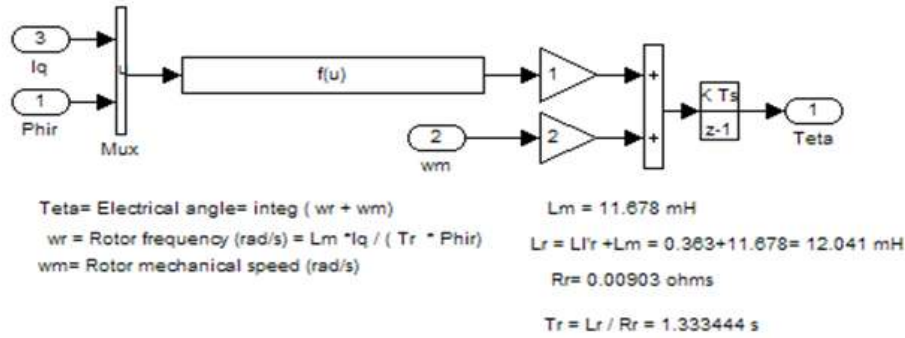 3
Iq
1
Phir
Mux
f(u)
1
2
wm
2
+
+
K Ts
z-1
1
Teta
Teta= Electrical angle= integ ( wr + wm)
wr = Rotor frequency (rad/s) = Lm *Iq / ( Tr * Phir)
wm= Rotor mechanical speed (rad/s)
Lm = 11.678 mH
Lr = Ll'r +Lm = 0.363+11.678= 12.041 mH
Rr= 0.00903 ohms
Tr = Lr / Rr = 1.333444 s